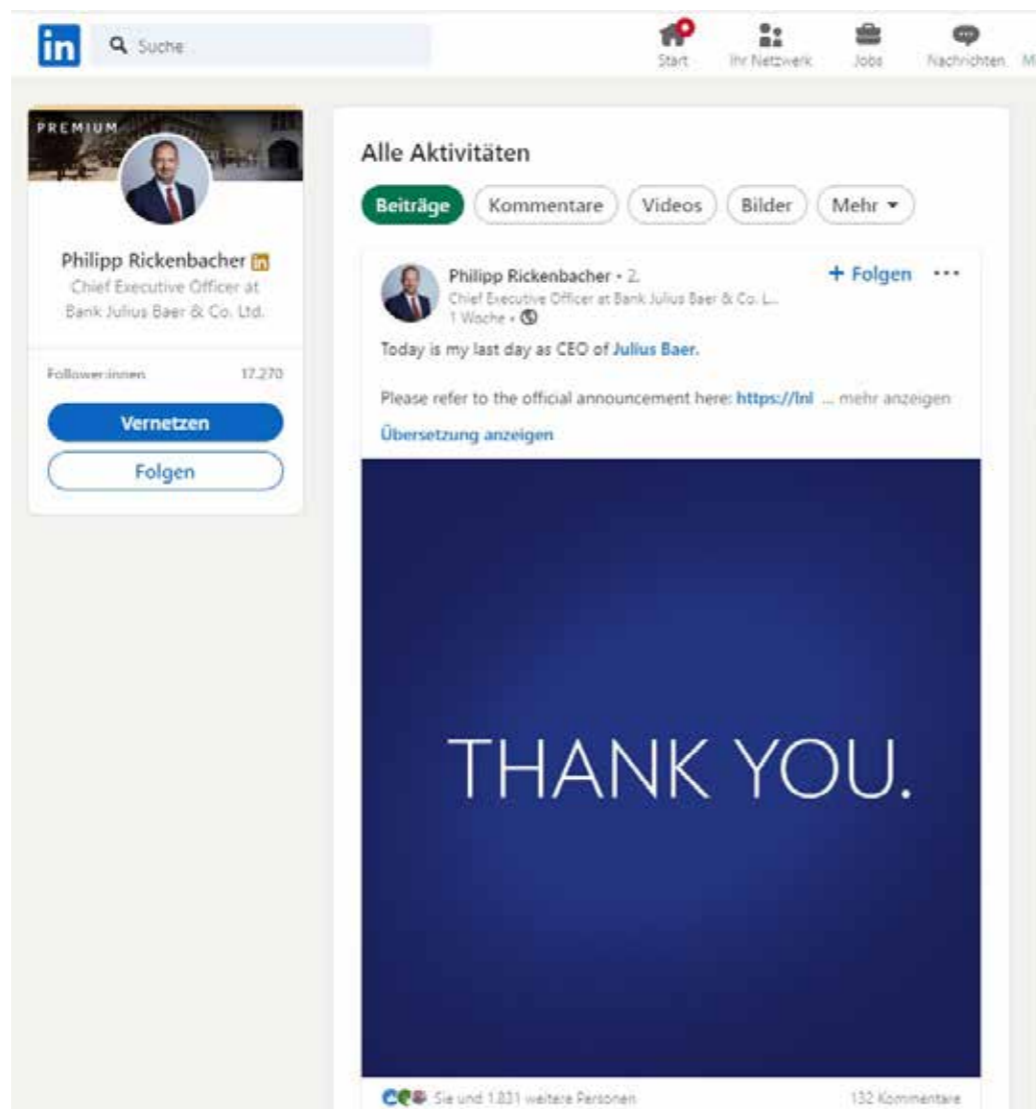 in
Suche
Start
Ihr Netzwerk
Jobs
Nachrichten
PREMIUM
Philipp Rickenbacher in
Chief Executive Officer at
Bank Julius Baer & Co. Ltd.
Follower:innen 17.270
Vernetzen
Folgen
Alle Aktivitäten
Beiträge Kommentare Videos Bilder Mehr
Philipp Rickenbacher • 2. + Folgen ...
Chief Executive Officer at Bank Julius Baer & Co. L...
1 Woche •
Today is my last day as CEO of Julius Baer.
Please refer to the official announcement here: https://lnl ... mehr anzeigen
Übersetzung anzeigen
THANK YOU.
Sie und 1.831 weitere Personen 132 Kommentare